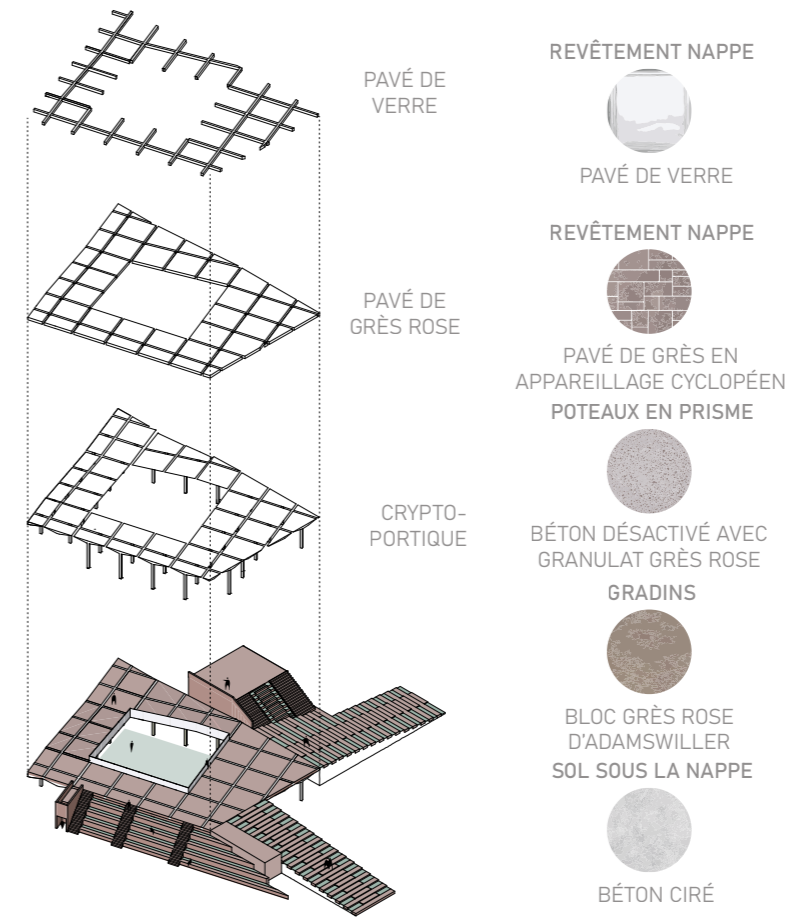 PAVÉ DE
VERRE
PAVÉ DE
GRÈS ROSE
CRYPTO-
PORTIQUE
REVÊTEMENT NAPPE
PAVÉ DE VERRE
REVÊTEMENT NAPPE
PAVÉ DE GRÈS EN
APPAREILLAGE CYCLOPÉEN
POTEAUX EN PRISME
BÉTON DÉSACTIVÉ AVEC
GRANULAT GRÈS ROSE
GRADINS
BLOC GRÈS ROSE
D'ADAMSWILLER
SOL SOUS LA NAPPE
BÉTON CIRÉ